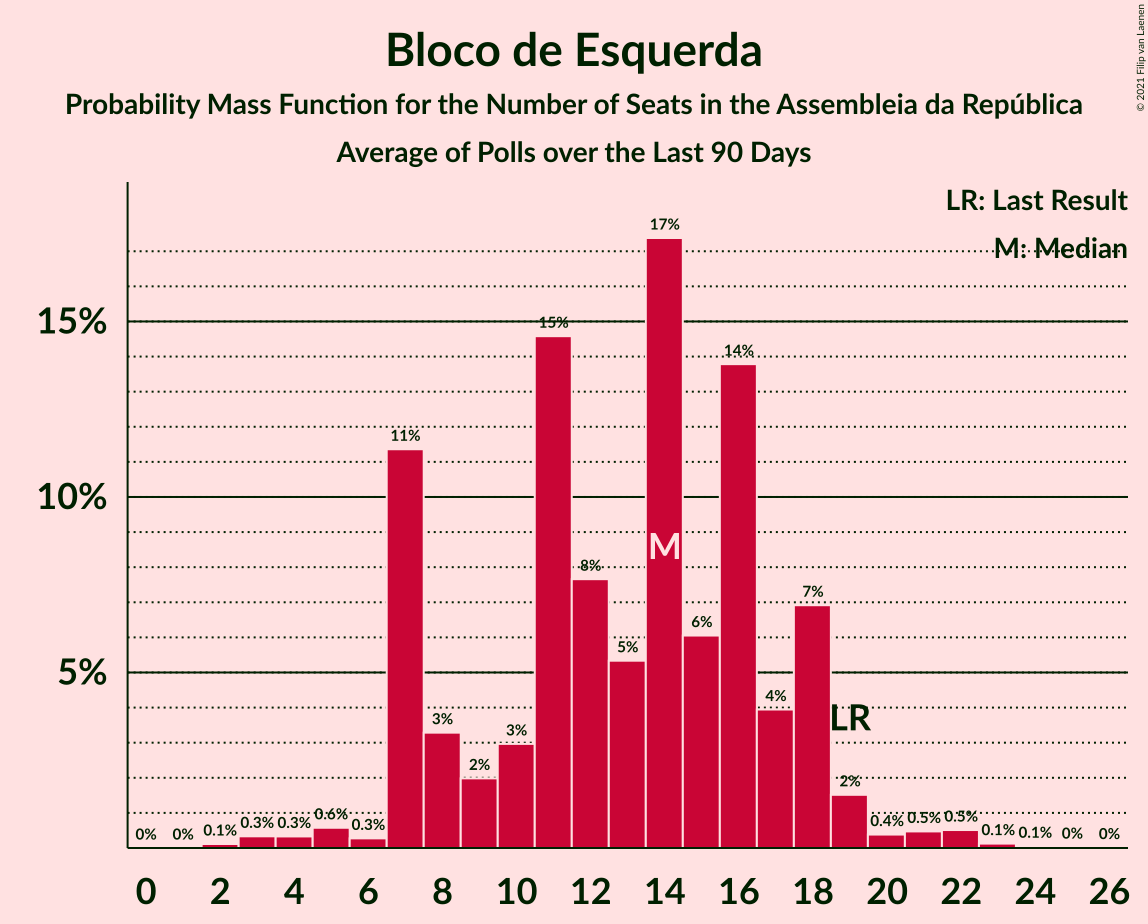 Bloco de Esquerda
Probability Mass Function for the Number of Seats in the Assembleia da República
Average of Polls over the Last 90 Days
© 2021 Filip van Laenen
LR: Last Result
M: Median
15%
10%
5%
0% 0% 0.1% 0.3% 0.3% 0.6% 0.3% 11% 3% 2% 3% 15% 8% 5% 17% 6% 14% 4% 7% 2% 0.4% 0.5% 0.5% 0.1% 0.1% 0% 0%
M
LR
0 2 4 6 8 10 12 14 16 18 20 22 24 26